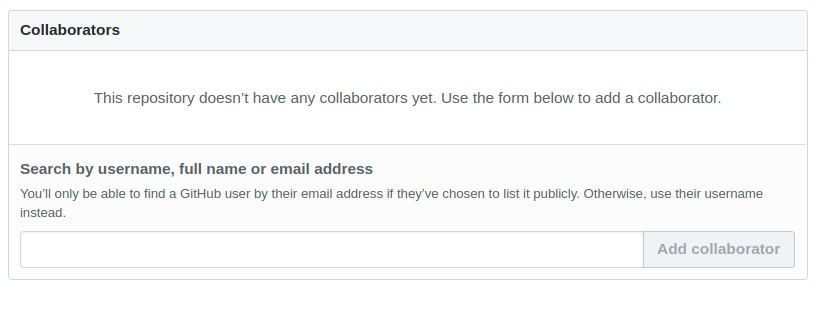 Collaborators
This repository doesn’t have any collaborators yet. Use the form below to add a collaborator.
Search by username, full name or email address
You’ll only be able to find a GitHub user by their email address if they’ve chosen to list it publicly. Otherwise, use their username
instead.
Add collaborator